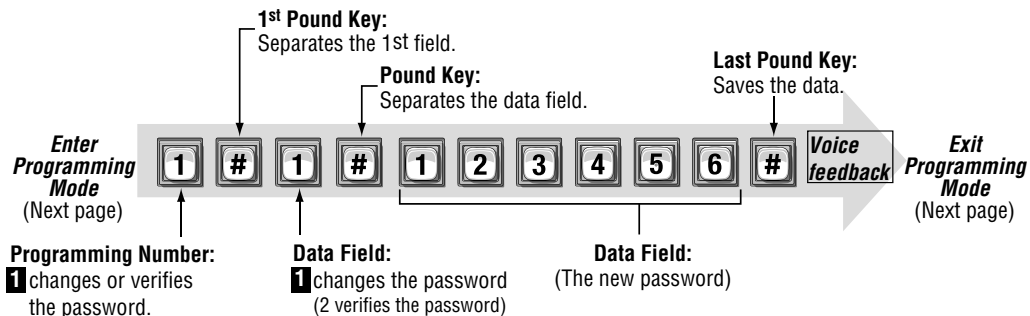 1st Pound Key:
Separates the 1st field.
Pound Key:
Separates the data field.
Last Pound Key:
Saves the data.
Enter
Programming
Mode
(Next page)
1 # 1 # 1 2 3 4 5 6 #
Voice
feedback
Exit
Programming
Mode
(Next page)
Programming Number:
1 changes or verifies
the password.
Data Field:
1 changes the password
(2 verifies the password)
Data Field:
(The new password)